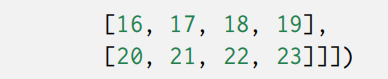 [16, 17, 18, 19],
[20, 21, 22, 23]]])